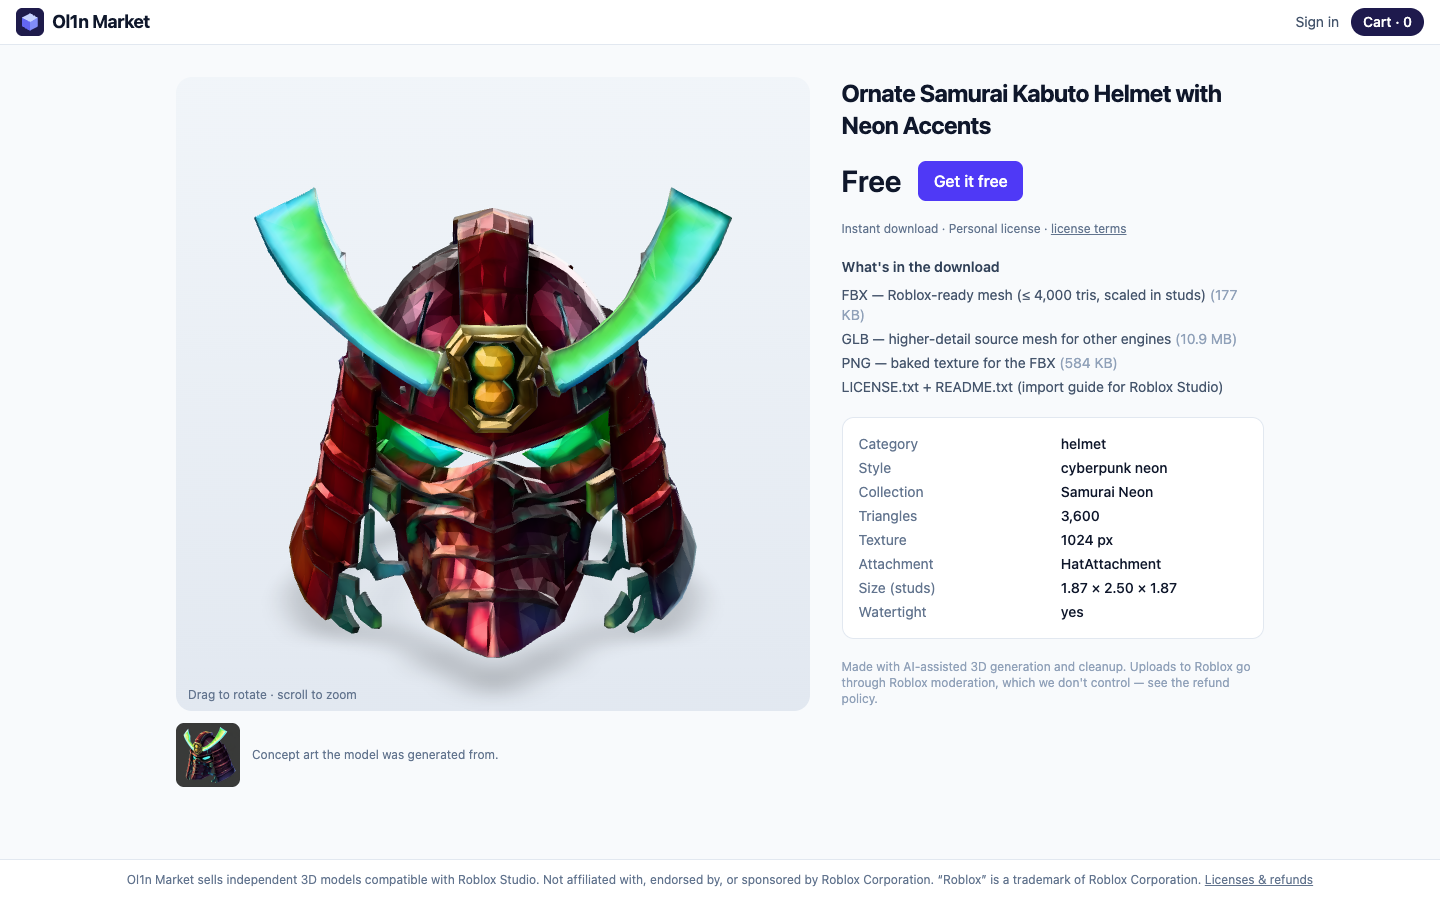 Ol1n Market
Sign in
Cart · 0
Ornate Samurai Kabuto Helmet with
Neon Accents
Free
Get it free
Instant download · Personal license · license terms
What's in the download
FBX — Roblox-ready mesh (≤ 4,000 tris, scaled in studs) (177
KB)
GLB — higher-detail source mesh for other engines (10.9 MB)
PNG — baked texture for the FBX (584 KB)
LICENSE.txt + README.txt (import guide for Roblox Studio)
Category helmet
Style cyberpunk neon
Collection Samurai Neon
Triangles 3,600
Texture 1024 px
Attachment HatAttachment
Size (studs) 1.87 × 2.50 × 1.87
Watertight yes
Made with AI-assisted 3D generation and cleanup. Uploads to Roblox go
through Roblox moderation, which we don't control — see the refund
policy.
Drag to rotate · scroll to zoom
Concept art the model was generated from.
Ol1n Market sells independent 3D models compatible with Roblox Studio. Not affiliated with, endorsed by, or sponsored by Roblox Corporation. “Roblox” is a trademark of Roblox Corporation. Licenses & refunds